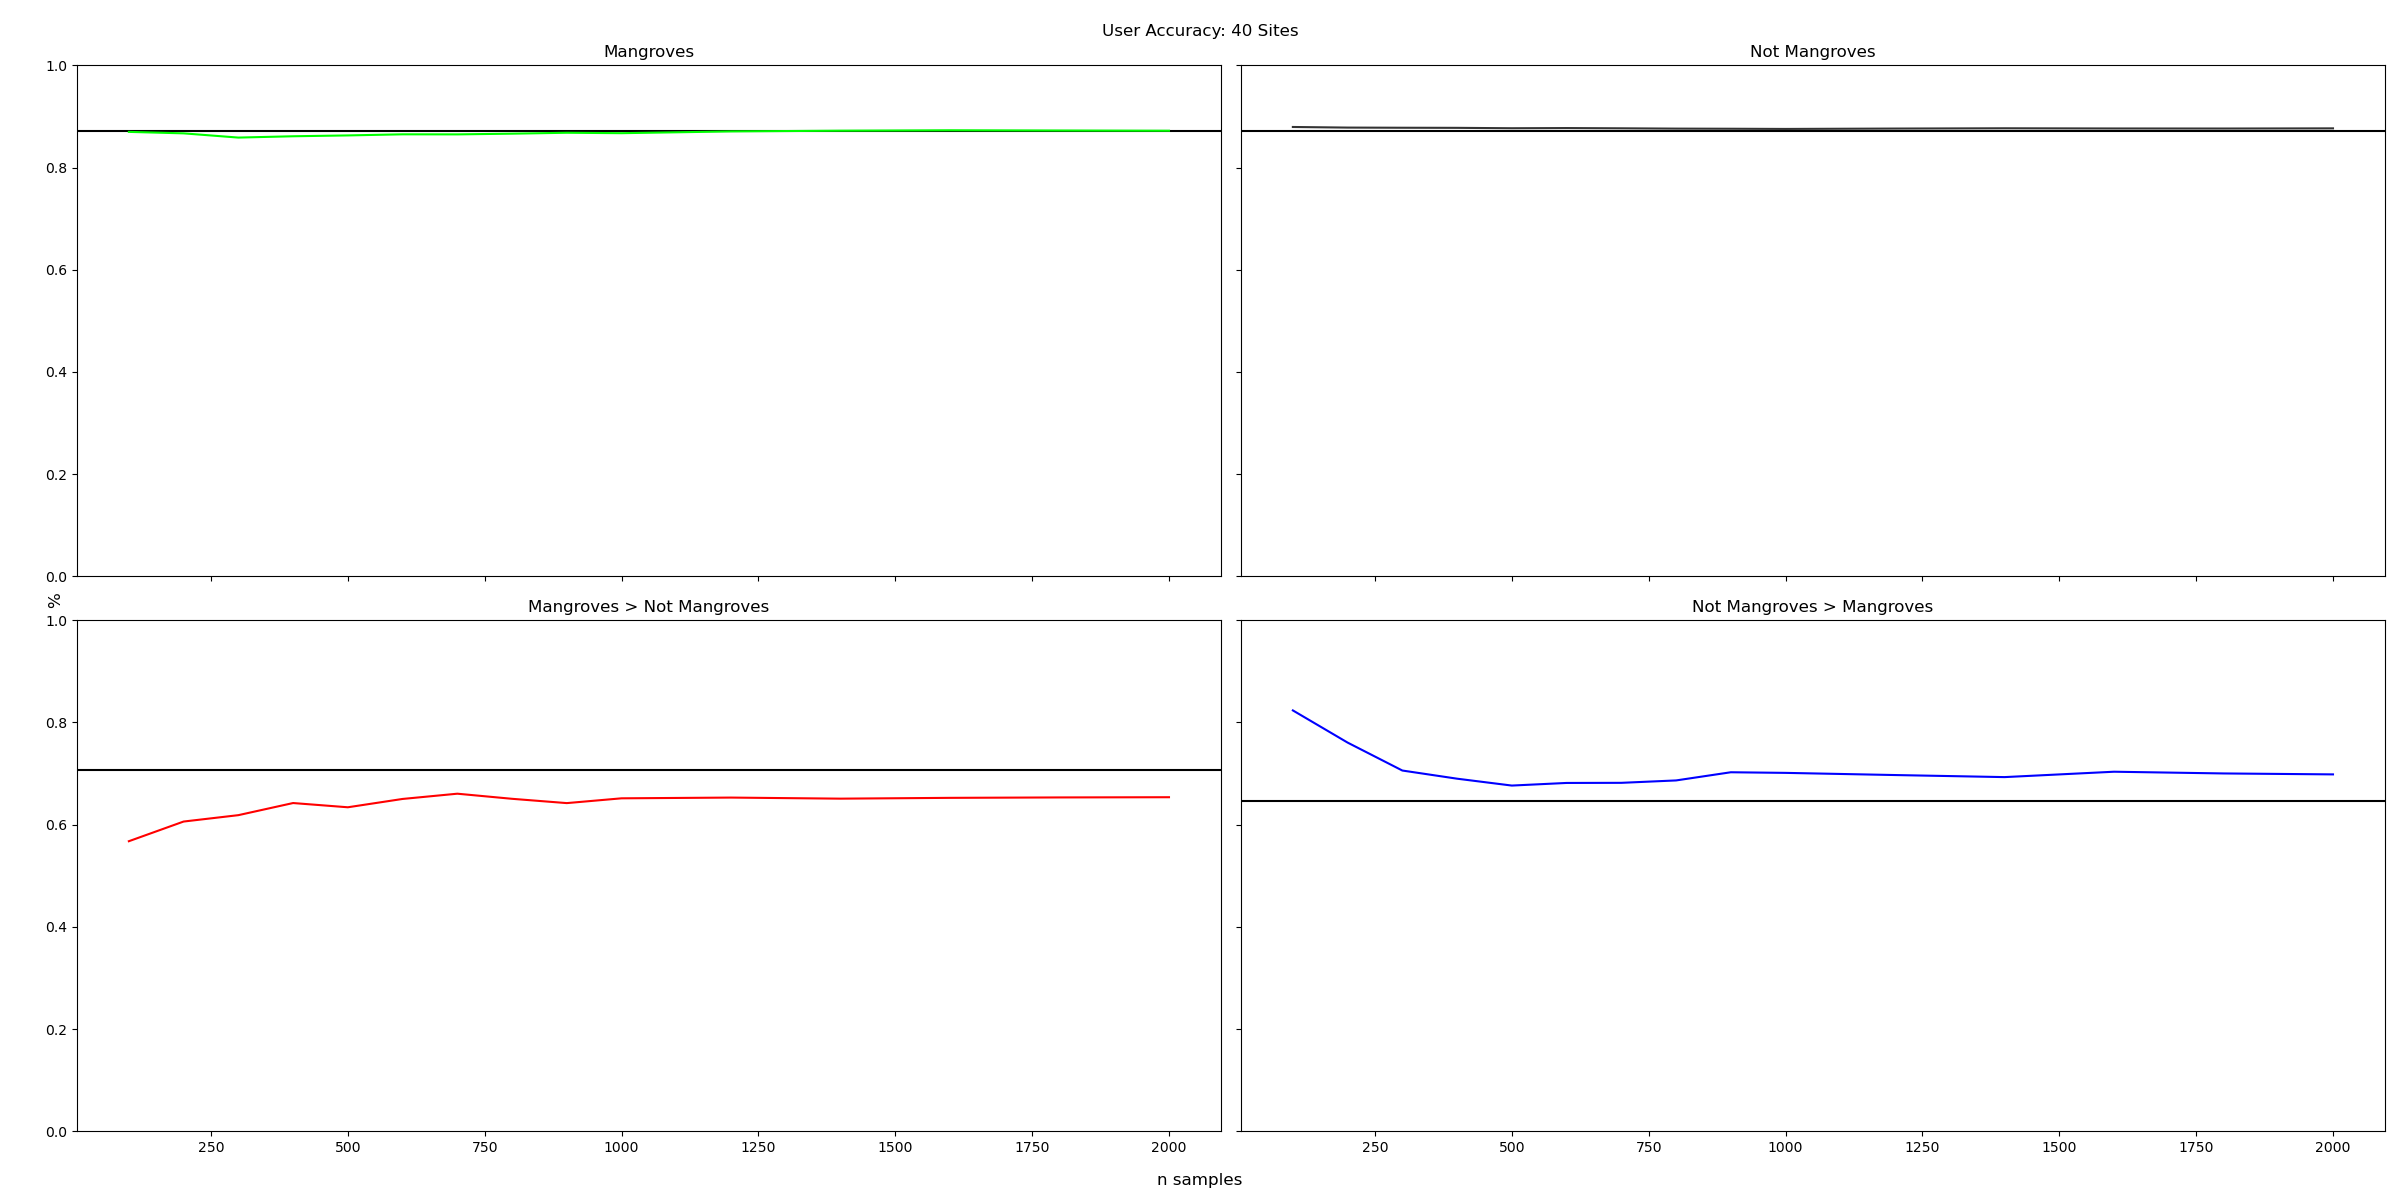 User Accuracy: 40 Sites
Mangroves
Not Mangroves
1.0
0.8
0.6
0.4
0.2
0.0
%
Mangroves > Not Mangroves
Not Mangroves > Mangroves
1.0
0.8
0.6
0.4
0.2
0.0
250 500 750 1000 1250 1500 1750 2000
250 500 750 1000 1250 1500 1750 2000
n samples